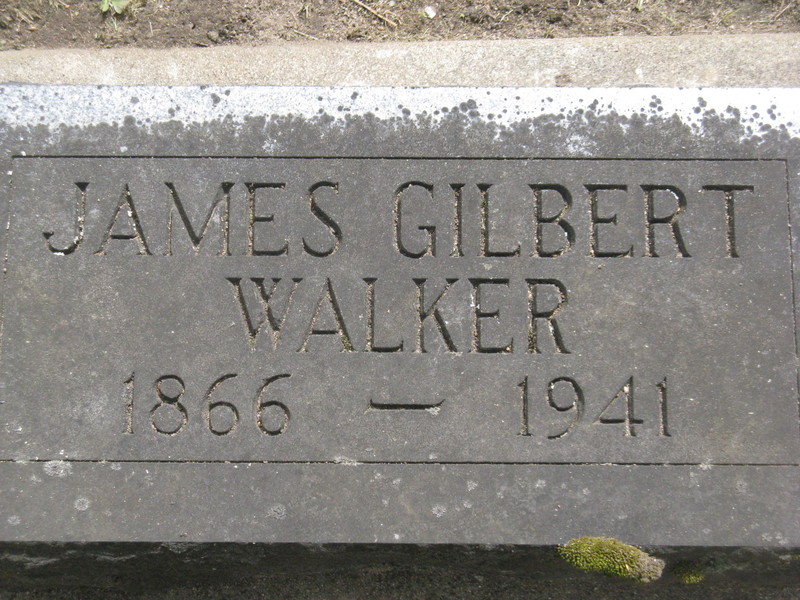 JAMES GILBERT
WALKER
1866 — 1941